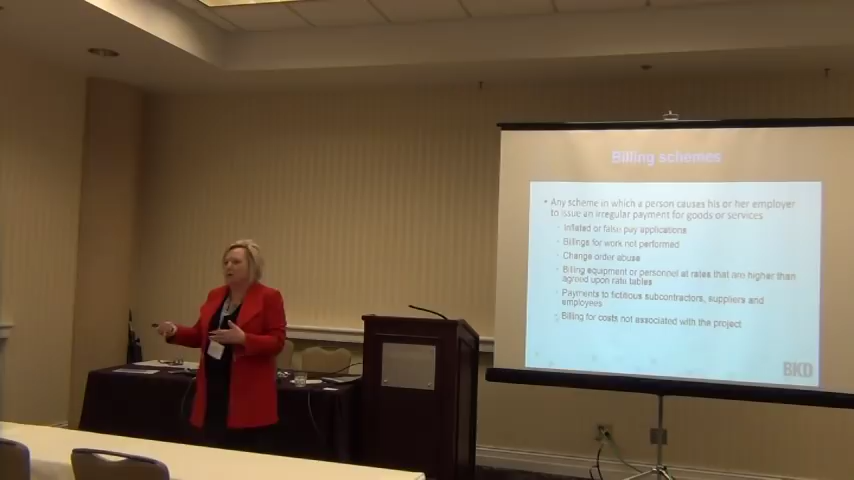 Billing schemes
• Any scheme in which a person causes his or her employer
to issue an irregular payment for goods or services
- Inflated or false pay applications
- Billings for work not performed
- Change order abuse
- Billing equipment or personnel at rates that are higher than
agreed upon rate tables
- Payments to fictitious subcontractors, suppliers and
employees
- Billing for costs not associated with the project
BKD